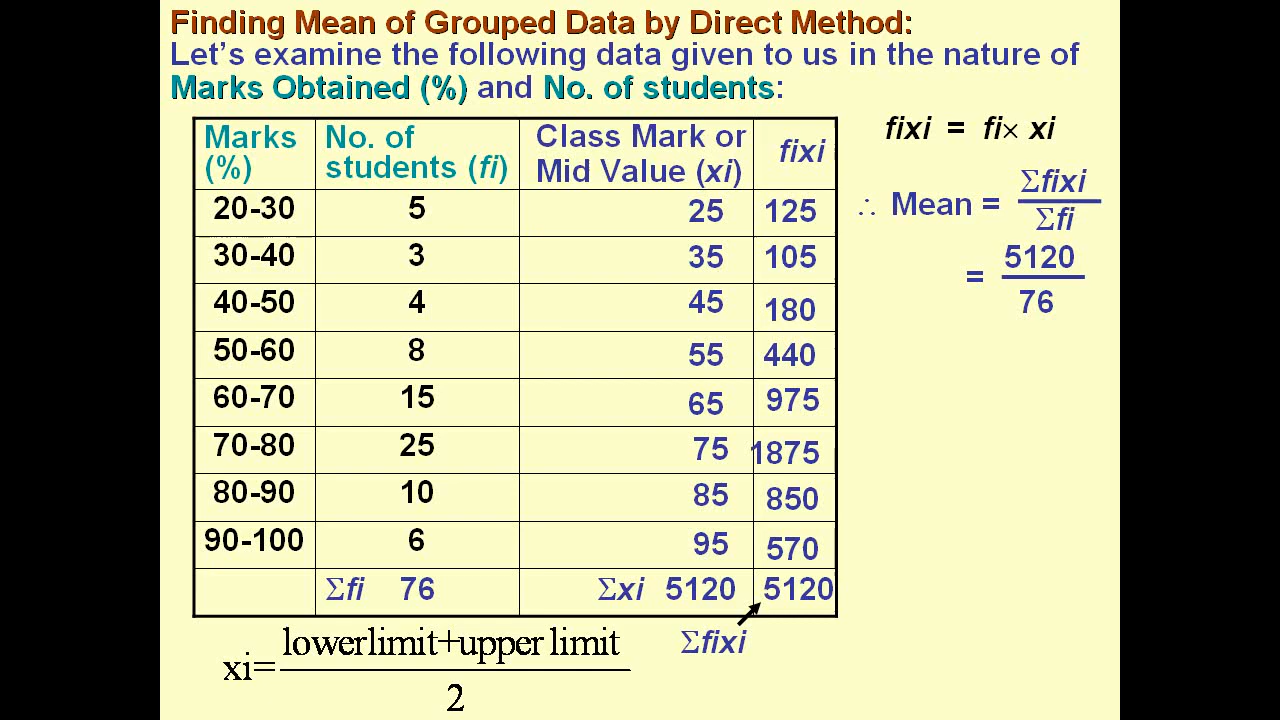 Finding Mean of Grouped Data by Direct Method:
Let's examine the following data given to us in the nature of
Marks Obtained (%) and No. of students:
Marks (%) No. of students (fi) Class Mark or Mid Value (xi) fixi
20-30 5 25 125
30-40 3 35 105
40-50 4 45 180
50-60 8 55 440
60-70 15 65 975
70-80 25 75 1875
80-90 10 85 850
90-100 6 95 570
Σfi 76 Σxi 5120 5120
Σfixi
xi= lowerlimit+upper limit
2
fixi = fi× xi
∴ Mean = Σfixi
Σfi
= 5120
76